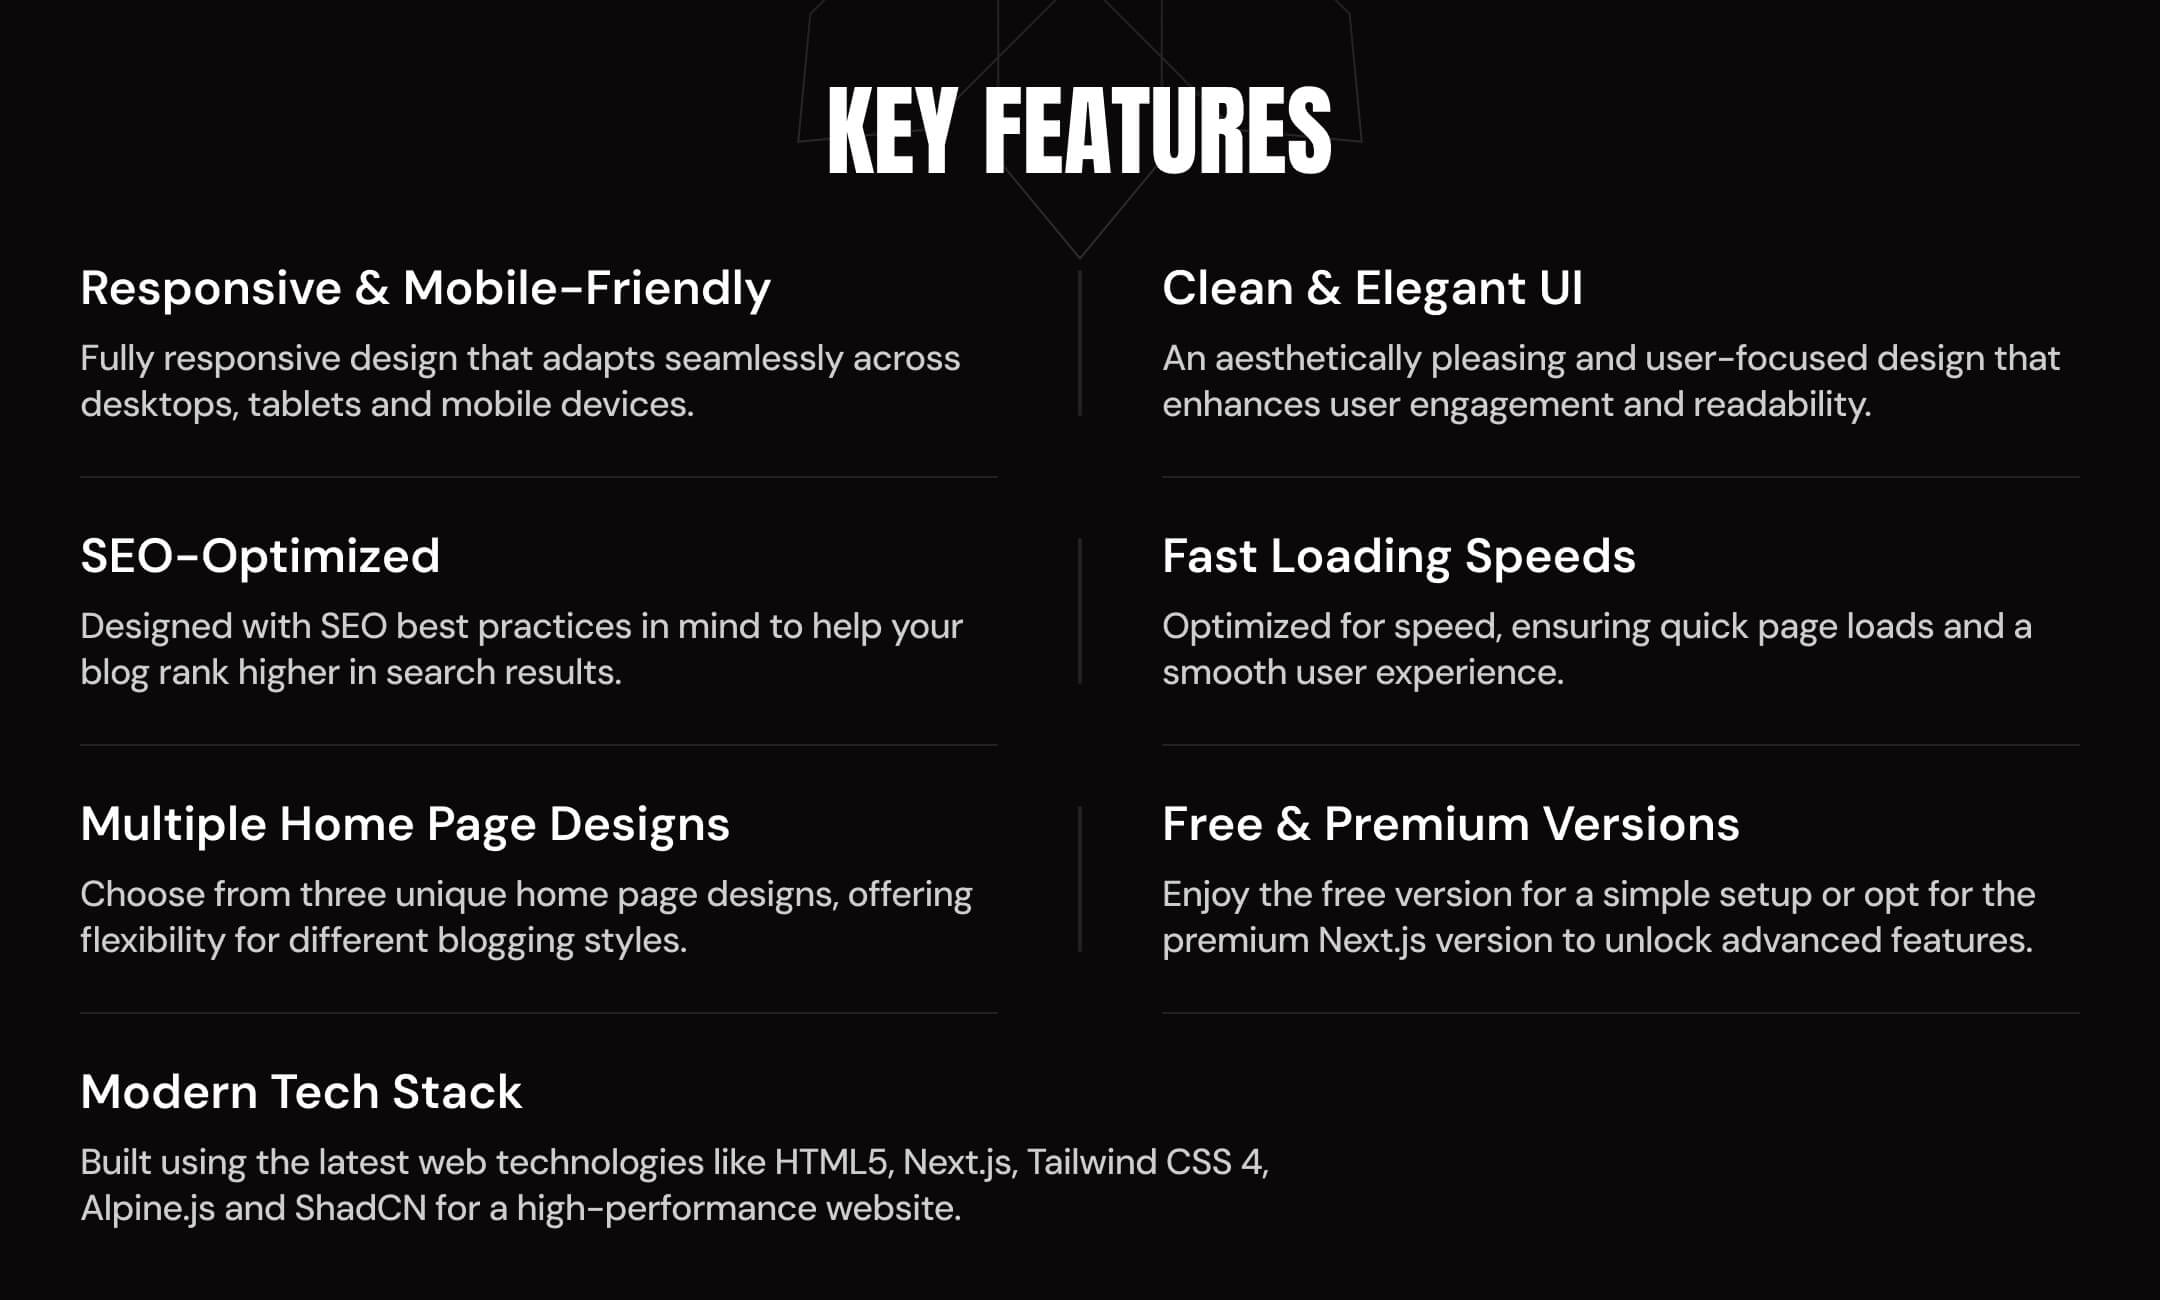 KEY FEATURES
Responsive & Mobile-Friendly
Fully responsive design that adapts seamlessly across
desktops, tablets and mobile devices.
Clean & Elegant UI
An aesthetically pleasing and user-focused design that
enhances user engagement and readability.
SEO-Optimized
Designed with SEO best practices in mind to help your
blog rank higher in search results.
Fast Loading Speeds
Optimized for speed, ensuring quick page loads and a
smooth user experience.
Multiple Home Page Designs
Choose from three unique home page designs, offering
flexibility for different blogging styles.
Free & Premium Versions
Enjoy the free version for a simple setup or opt for the
premium Next.js version to unlock advanced features.
Modern Tech Stack
Built using the latest web technologies like HTML5, Next.js, Tailwind CSS 4,
Alpine.js and ShadCN for a high-performance website.